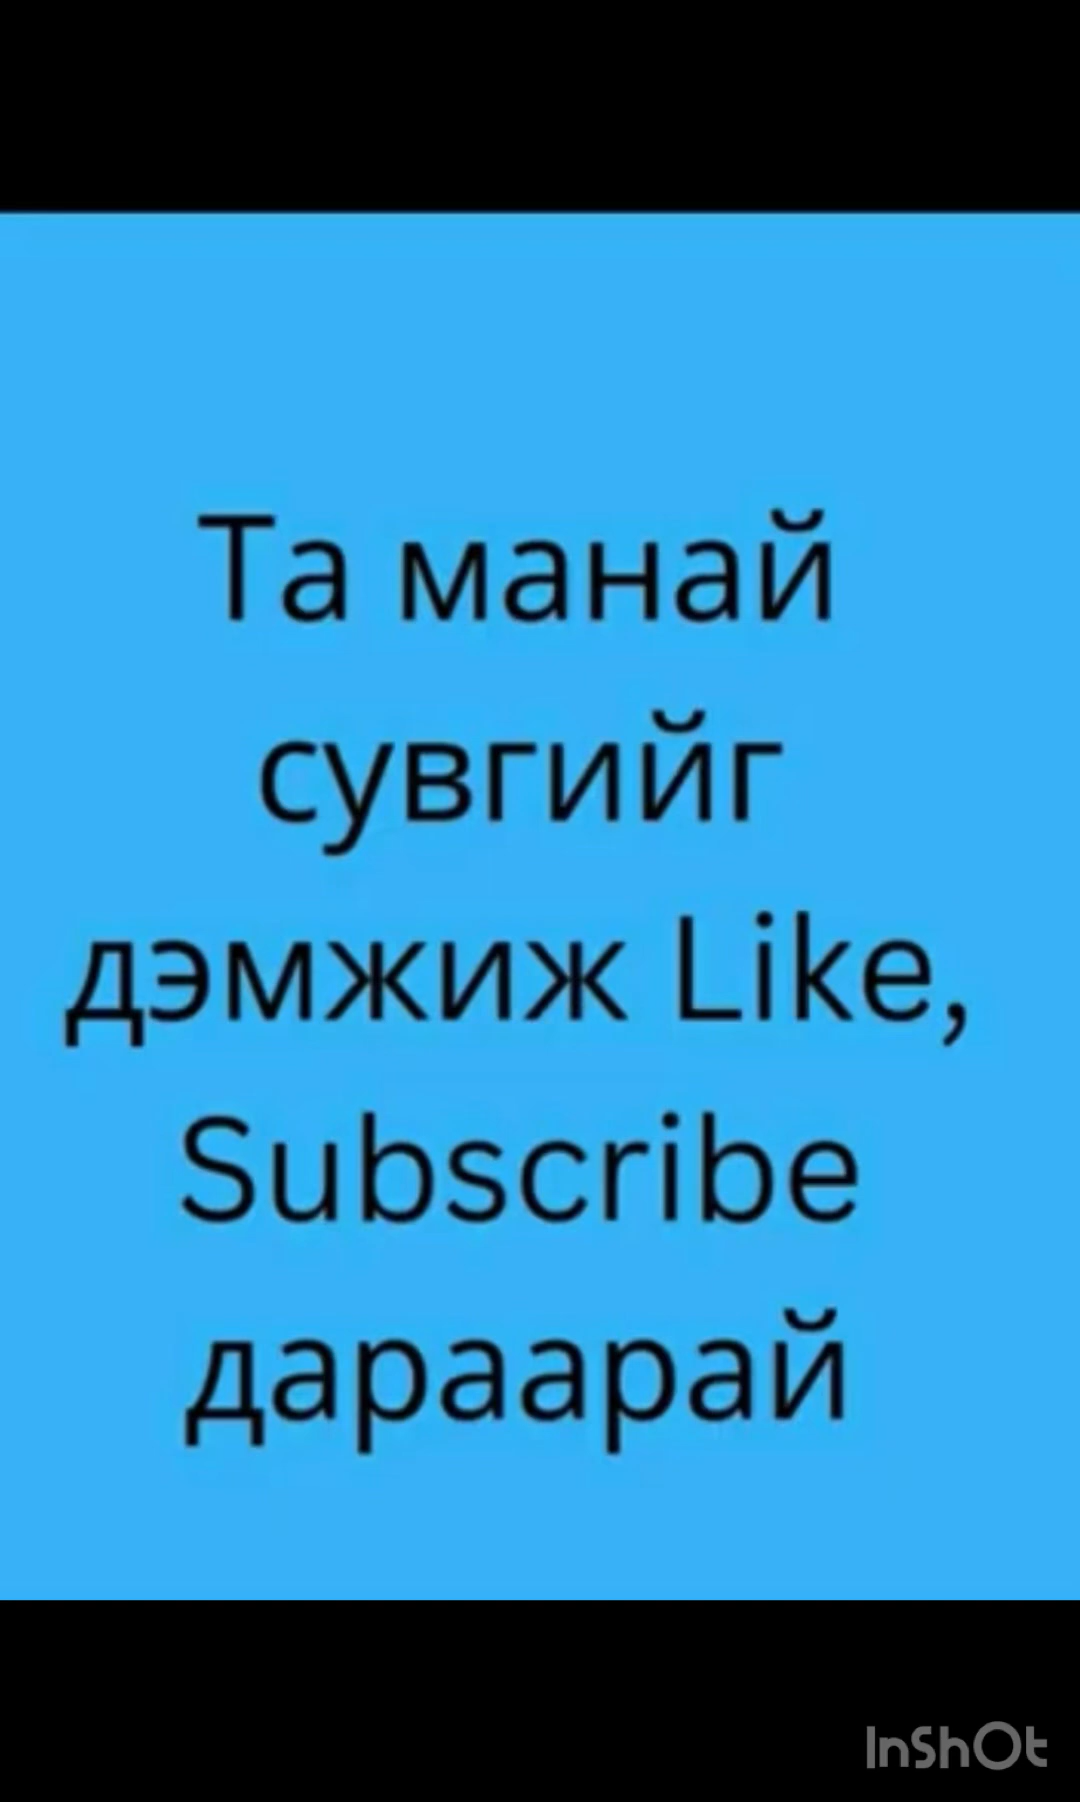 Та манай
сувгийг
дэмжиж Like,
Subscribe
дараарай
InShOt